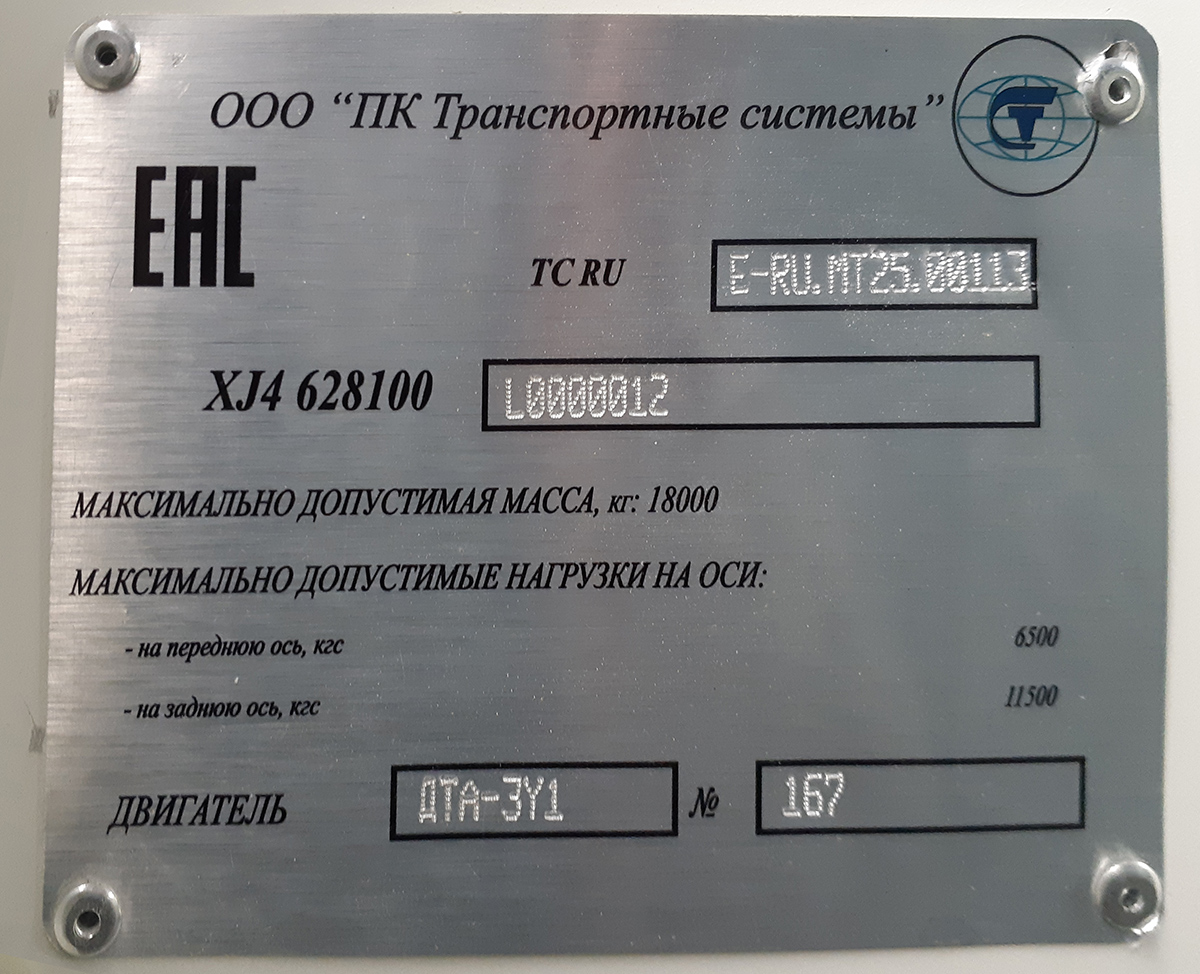 ООО “ПК Транспортные системы”
ЕАС
ТС RU E-RU.MT25.00113.
XJ4 628100 L0000012
МАКСИМАЛЬНО ДОПУСТИМАЯ МАССА, кг: 18000
МАКСИМАЛЬНО ДОПУСТИМЫЕ НАГРУЗКИ НА ОСИ:
- на переднюю ось, кгс 6500
- на заднюю ось, кгс 11500
ДВИГАТЕЛЬ ДТА-3У1 № 167